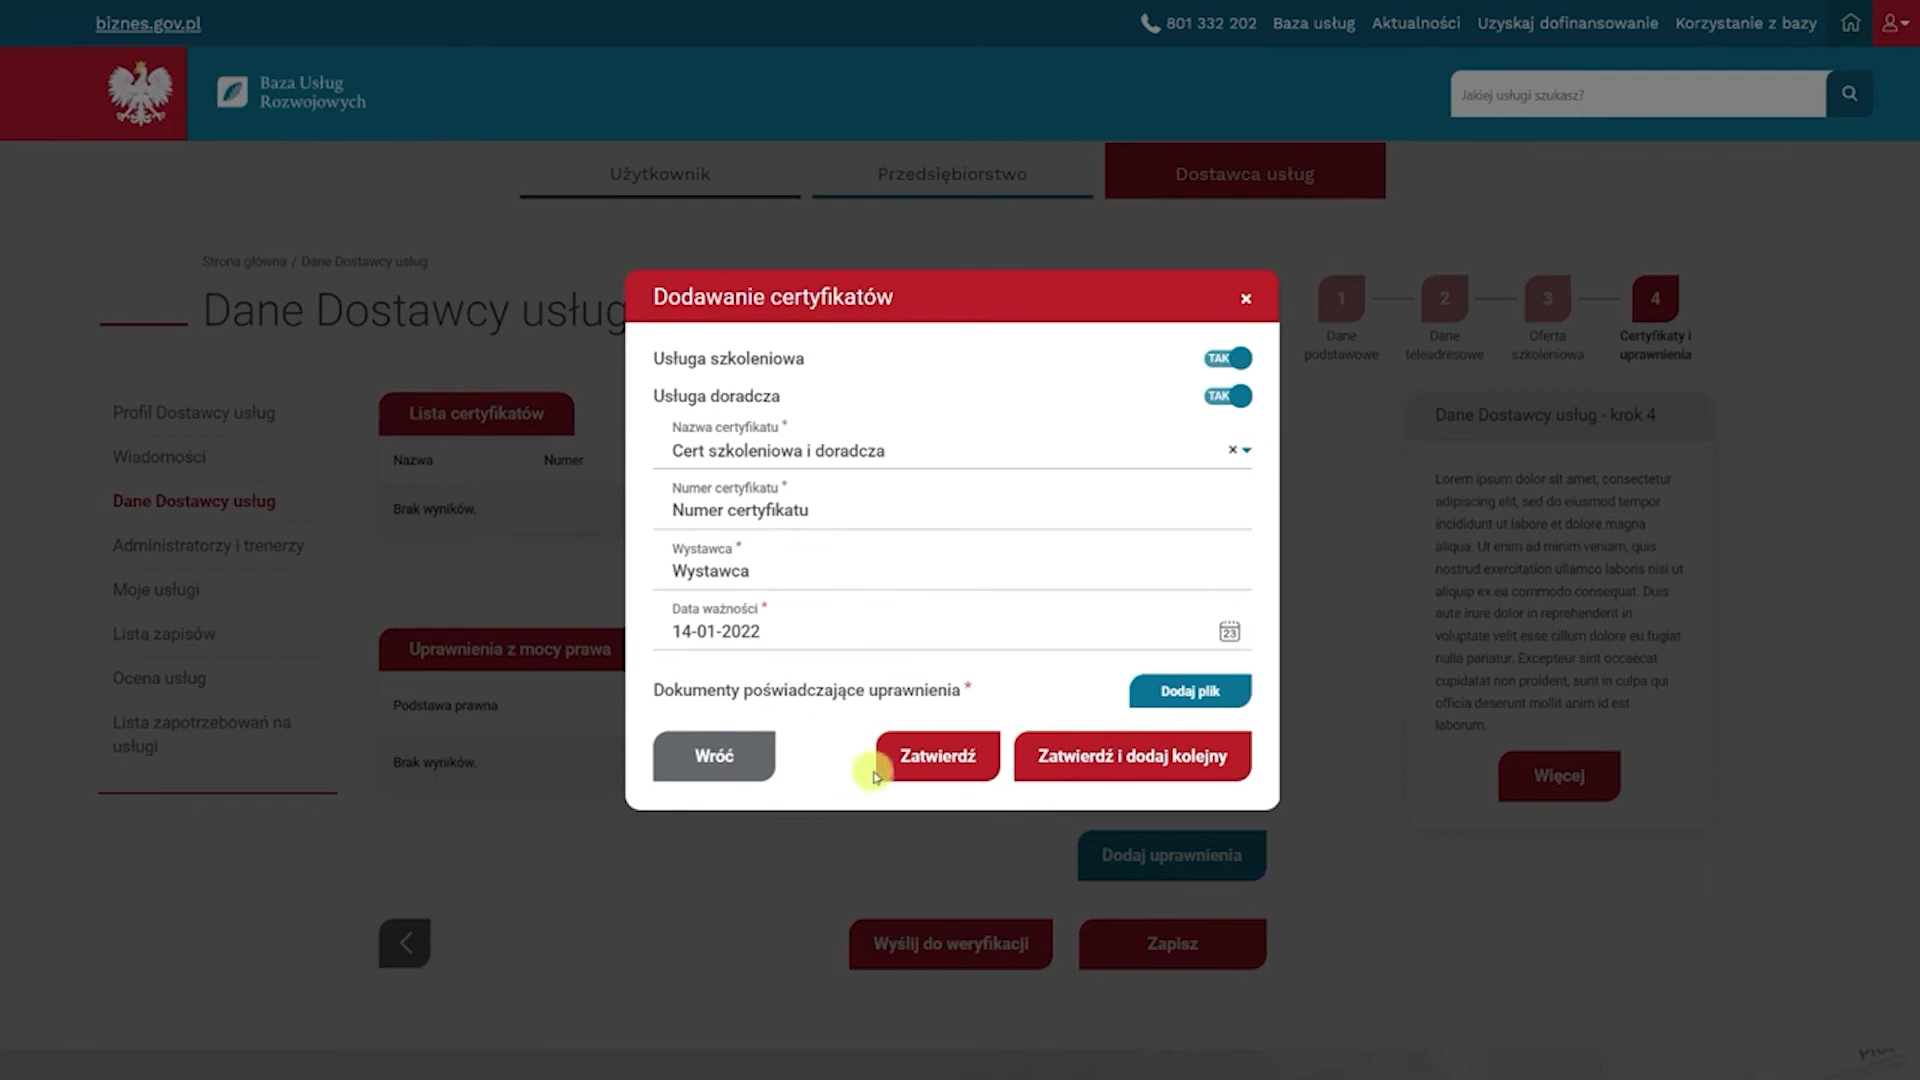 biznes.gov.pl
801 332 202
Baza usług
Aktualności
Uzyskaj dofinansowanie
Korzystanie z bazy
Baza Usług
Rozwojowych
Jakiej usługi szukasz?
Użytkownik
Przedsiębiorstwo
Dostawca usług
Strona główna / Dane Dostawcy usług
Dane Dostawcy usług
1
2
3
4
Dane
podstawowe
Dane
teleadresowe
Oferta
szkoleniowa
Certyfikaty i
uprawnienia
Profil Dostawcy usług
Wiadomości
Dane Dostawcy usług
Administratorzy i trenerzy
Moje usługi
Lista zapisów
Ocena usług
Lista zapotrzebowań na
usługi
Lista certyfikatów
Nazwa
Numer
Brak wyników.
Uprawnienia z mocy prawa
Podstawa prawna
Brak wyników.
Dodawanie certyfikatów
Usługa szkoleniowa
TAK
Usługa doradcza
TAK
Nazwa certyfikatu *
Cert szkoleniowa i doradcza
Numer certyfikatu *
Numer certyfikatu
Wystawca *
Wystawca
Data ważności *
14-01-2022
23
Dokumenty poświadczające uprawnienia *
Dodaj plik
Wróć
Zatwierdź
Zatwierdź i dodaj kolejny
Dodaj uprawnienia
Wyślij do weryfikacji
Zapisz
Dane Dostawcy usług - krok 4
Lorem ipsum dolor sit amet, consectetur
adipiscing elit, sed do eiusmod tempor
incididunt ut labore et dolore magna
aliqua. Ut enim ad minim veniam, quis
nostrud exercitation ullamco laboris nisi ut
aliquip ex ea commodo consequat. Duis
aute irure dolor in reprehenderit in
voluptate velit esse cillum dolore eu fugiat
nulla pariatur. Excepteur sint occaecat
cupidatat non proident, sunt in culpa qui
officia deserunt mollit anim id est
laborum.
Więcej